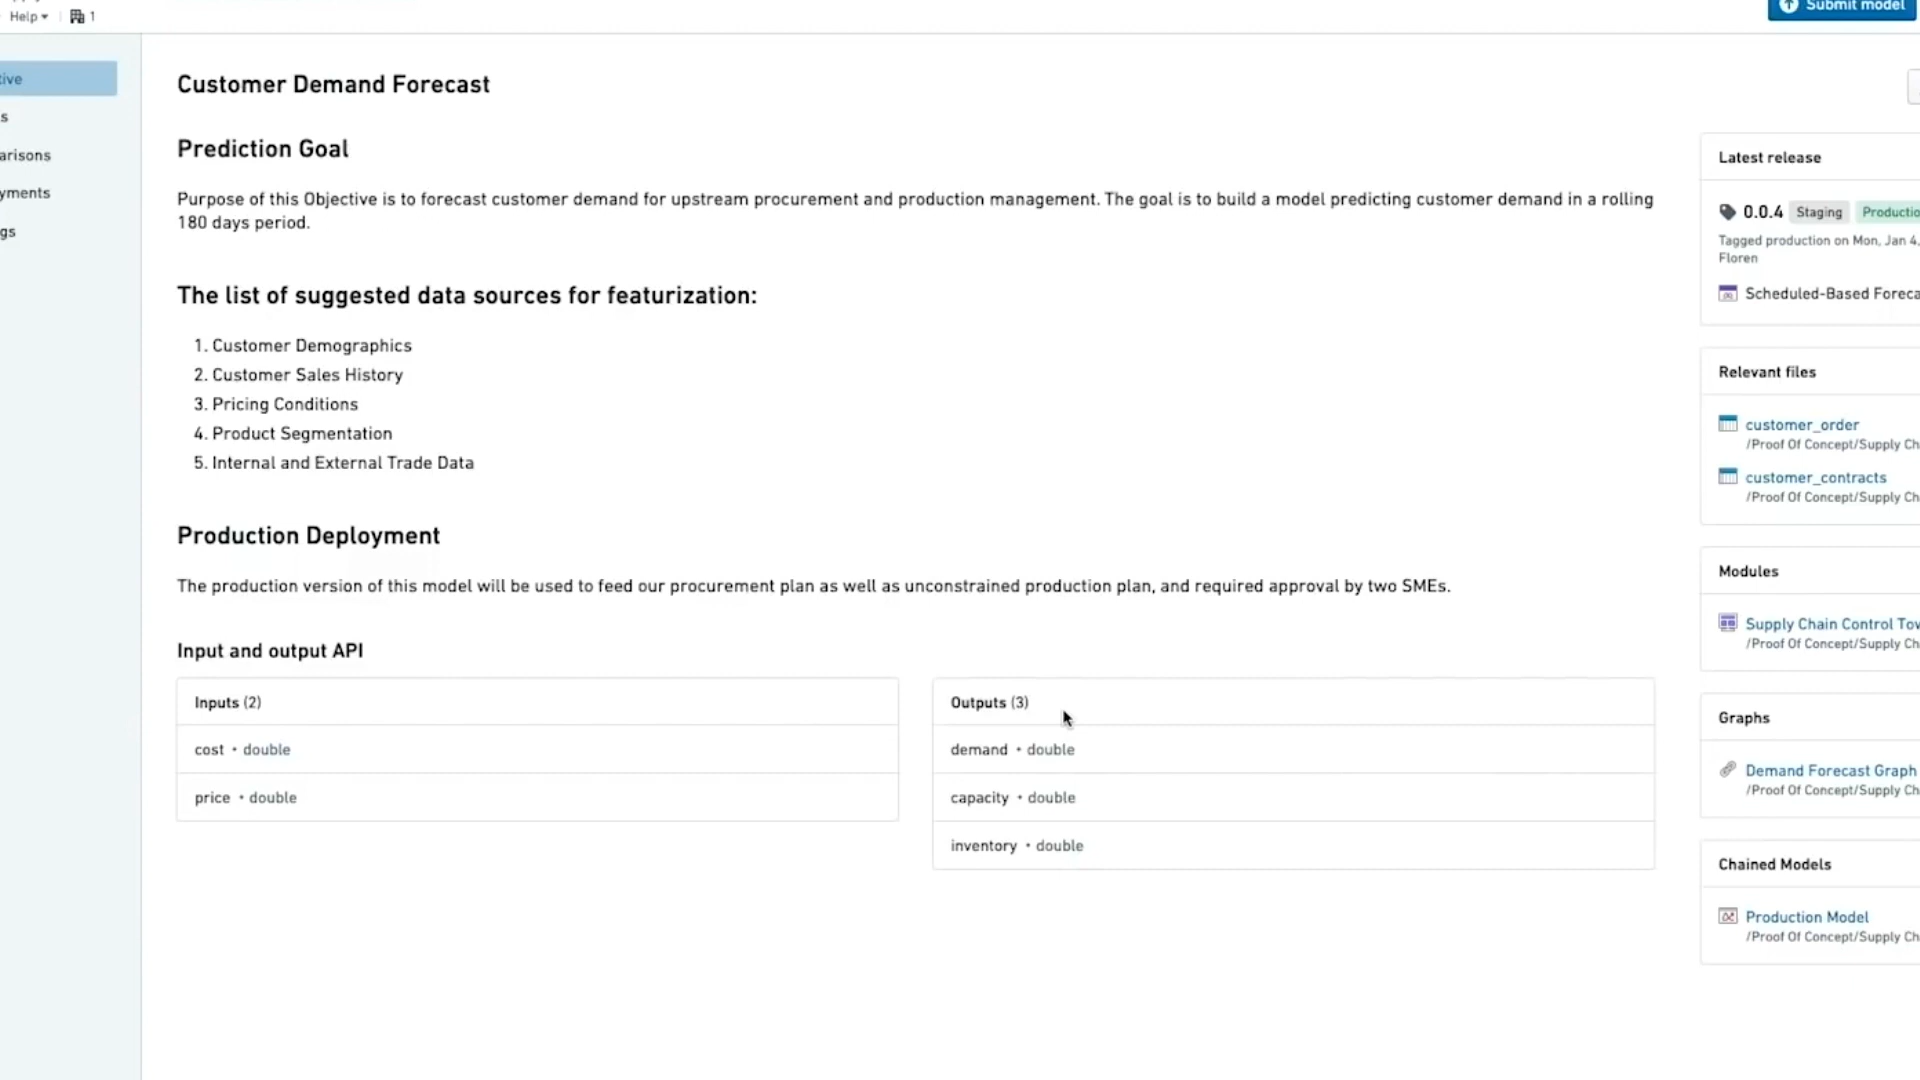 Help
1
Submit model
Customer Demand Forecast
Prediction Goal
Purpose of this Objective is to forecast customer demand for upstream procurement and production management. The goal is to build a model predicting customer demand in a rolling
180 days period.
The list of suggested data sources for featurization:
1. Customer Demographics
2. Customer Sales History
3. Pricing Conditions
4. Product Segmentation
5. Internal and External Trade Data
Production Deployment
The production version of this model will be used to feed our procurement plan as well as unconstrained production plan, and required approval by two SMEs.
Input and output API
Inputs (2)
cost • double
price • double
Outputs (3)
demand • double
capacity • double
inventory • double
Latest release
0.0.4 Staging Productio
Tagged production on Mon, Jan 4,
Floren
Scheduled-Based Foreca
Relevant files
customer_order
/Proof Of Concept/Supply Ch
customer_contracts
/Proof Of Concept/Supply Ch
Modules
Supply Chain Control Tow
/Proof Of Concept/Supply Ch
Graphs
Demand Forecast Graph
/Proof Of Concept/Supply Ch
Chained Models
Production Model
/Proof Of Concept/Supply Ch